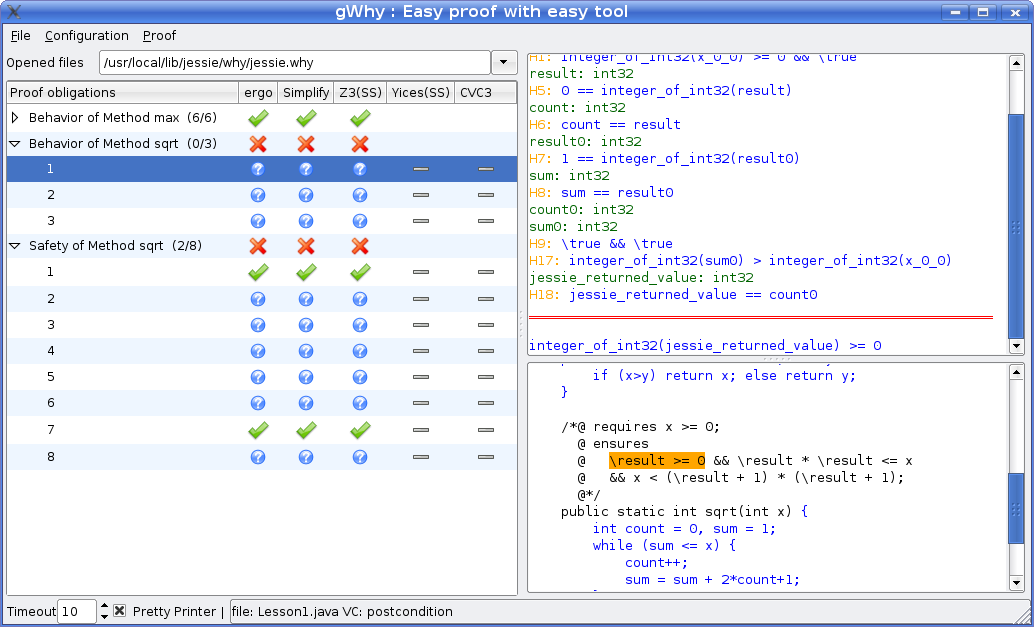 gWhy : Easy proof with easy tool
File Configuration Proof
Opened files /usr/local/lib/jessie/why/jessie.why
Proof obligations ergo Simplify Z3(SS) Yices(SS) CVC3
Behavior of Method max (6/6)
Behavior of Method sqrt (0/3)
1
2
3
Safety of Method sqrt (2/8)
1
2
3
4
5
6
7
8
H1: integer_of_int32(x_0_0) >= 0 && \true
result: int32
H5: 0 == integer_of_int32(result)
count: int32
H6: count == result
result0: int32
H7: 1 == integer_of_int32(result0)
sum: int32
H8: sum == result0
count0: int32
sum0: int32
H9: \true && \true
H17: integer_of_int32(sum0) > integer_of_int32(x_0_0)
jessie_returned_value: int32
H18: jessie_returned_value == count0
integer_of_int32(jessie_returned_value) >= 0
if (x>y) return x; else return y;
}
/*@ requires x >= 0;
@ ensures
@ \result >= 0 && \result * \result <= x
@ && x < (\result + 1) * (\result + 1);
@*/
public static int sqrt(int x) {
int count = 0, sum = 1;
while (sum <= x) {
count++;
sum = sum + 2*count+1;
Timeout 10 Pretty Printer | file: Lesson1.java VC: postcondition